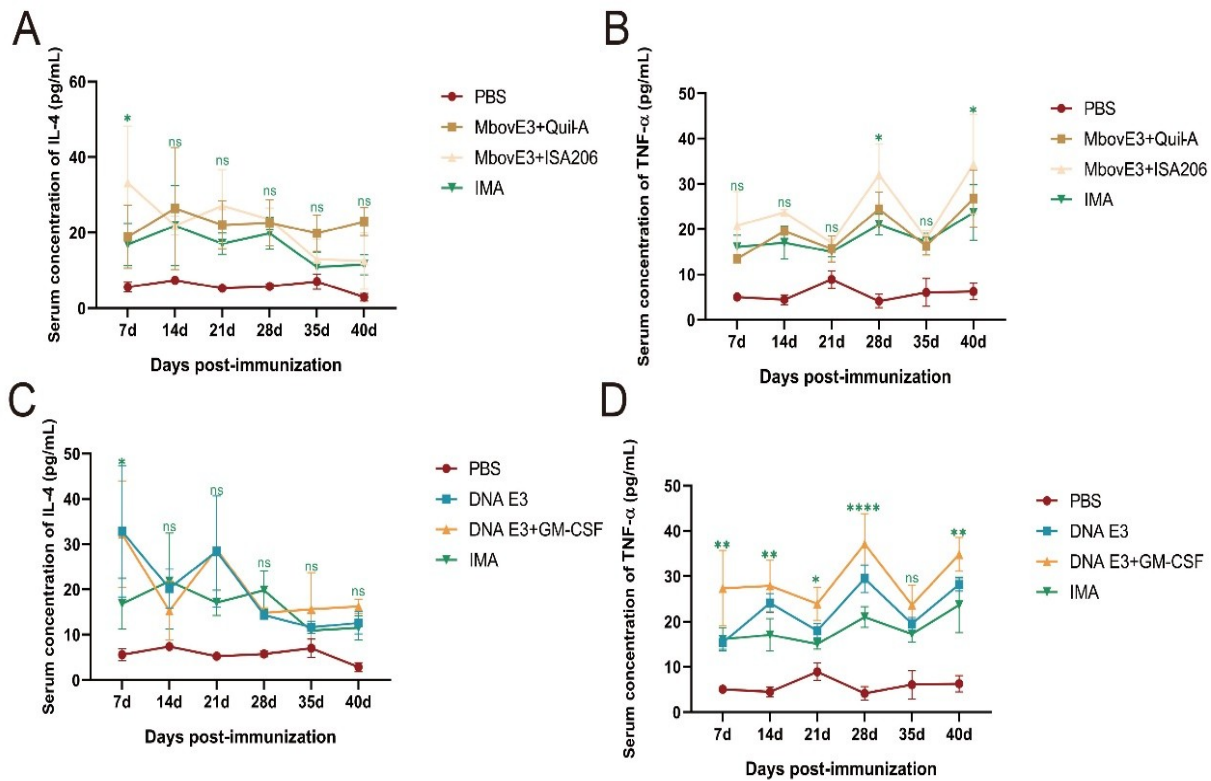 A
Serum concentration of IL-4 (pg/mL)
60
40
20
0
*
ns
ns
ns
ns
ns
7d 14d 21d 28d 35d 40d
Days post-immunization
PBS
MbovE3+Quil-A
MbovE3+ISA206
IMA
B
Serum concentration of TNF-α (pg/mL)
50
40
30
20
10
0
ns
ns
ns
*
ns
*
7d 14d 21d 28d 35d 40d
Days post-immunization
PBS
MbovE3+Quil-A
MbovE3+ISA206
IMA
C
Serum concentration of IL-4 (pg/mL)
50
40
30
20
10
0
*
ns
ns
ns
ns
ns
7d 14d 21d 28d 35d 40d
Days post-immunization
PBS
DNA E3
DNA E3+GM-CSF
IMA
D
Serum concentration of TNF-α (pg/mL)
50
40
30
20
10
0
**
**
*
****
ns
**
7d 14d 21d 28d 35d 40d
Days post-immunization
PBS
DNA E3
DNA E3+GM-CSF
IMA